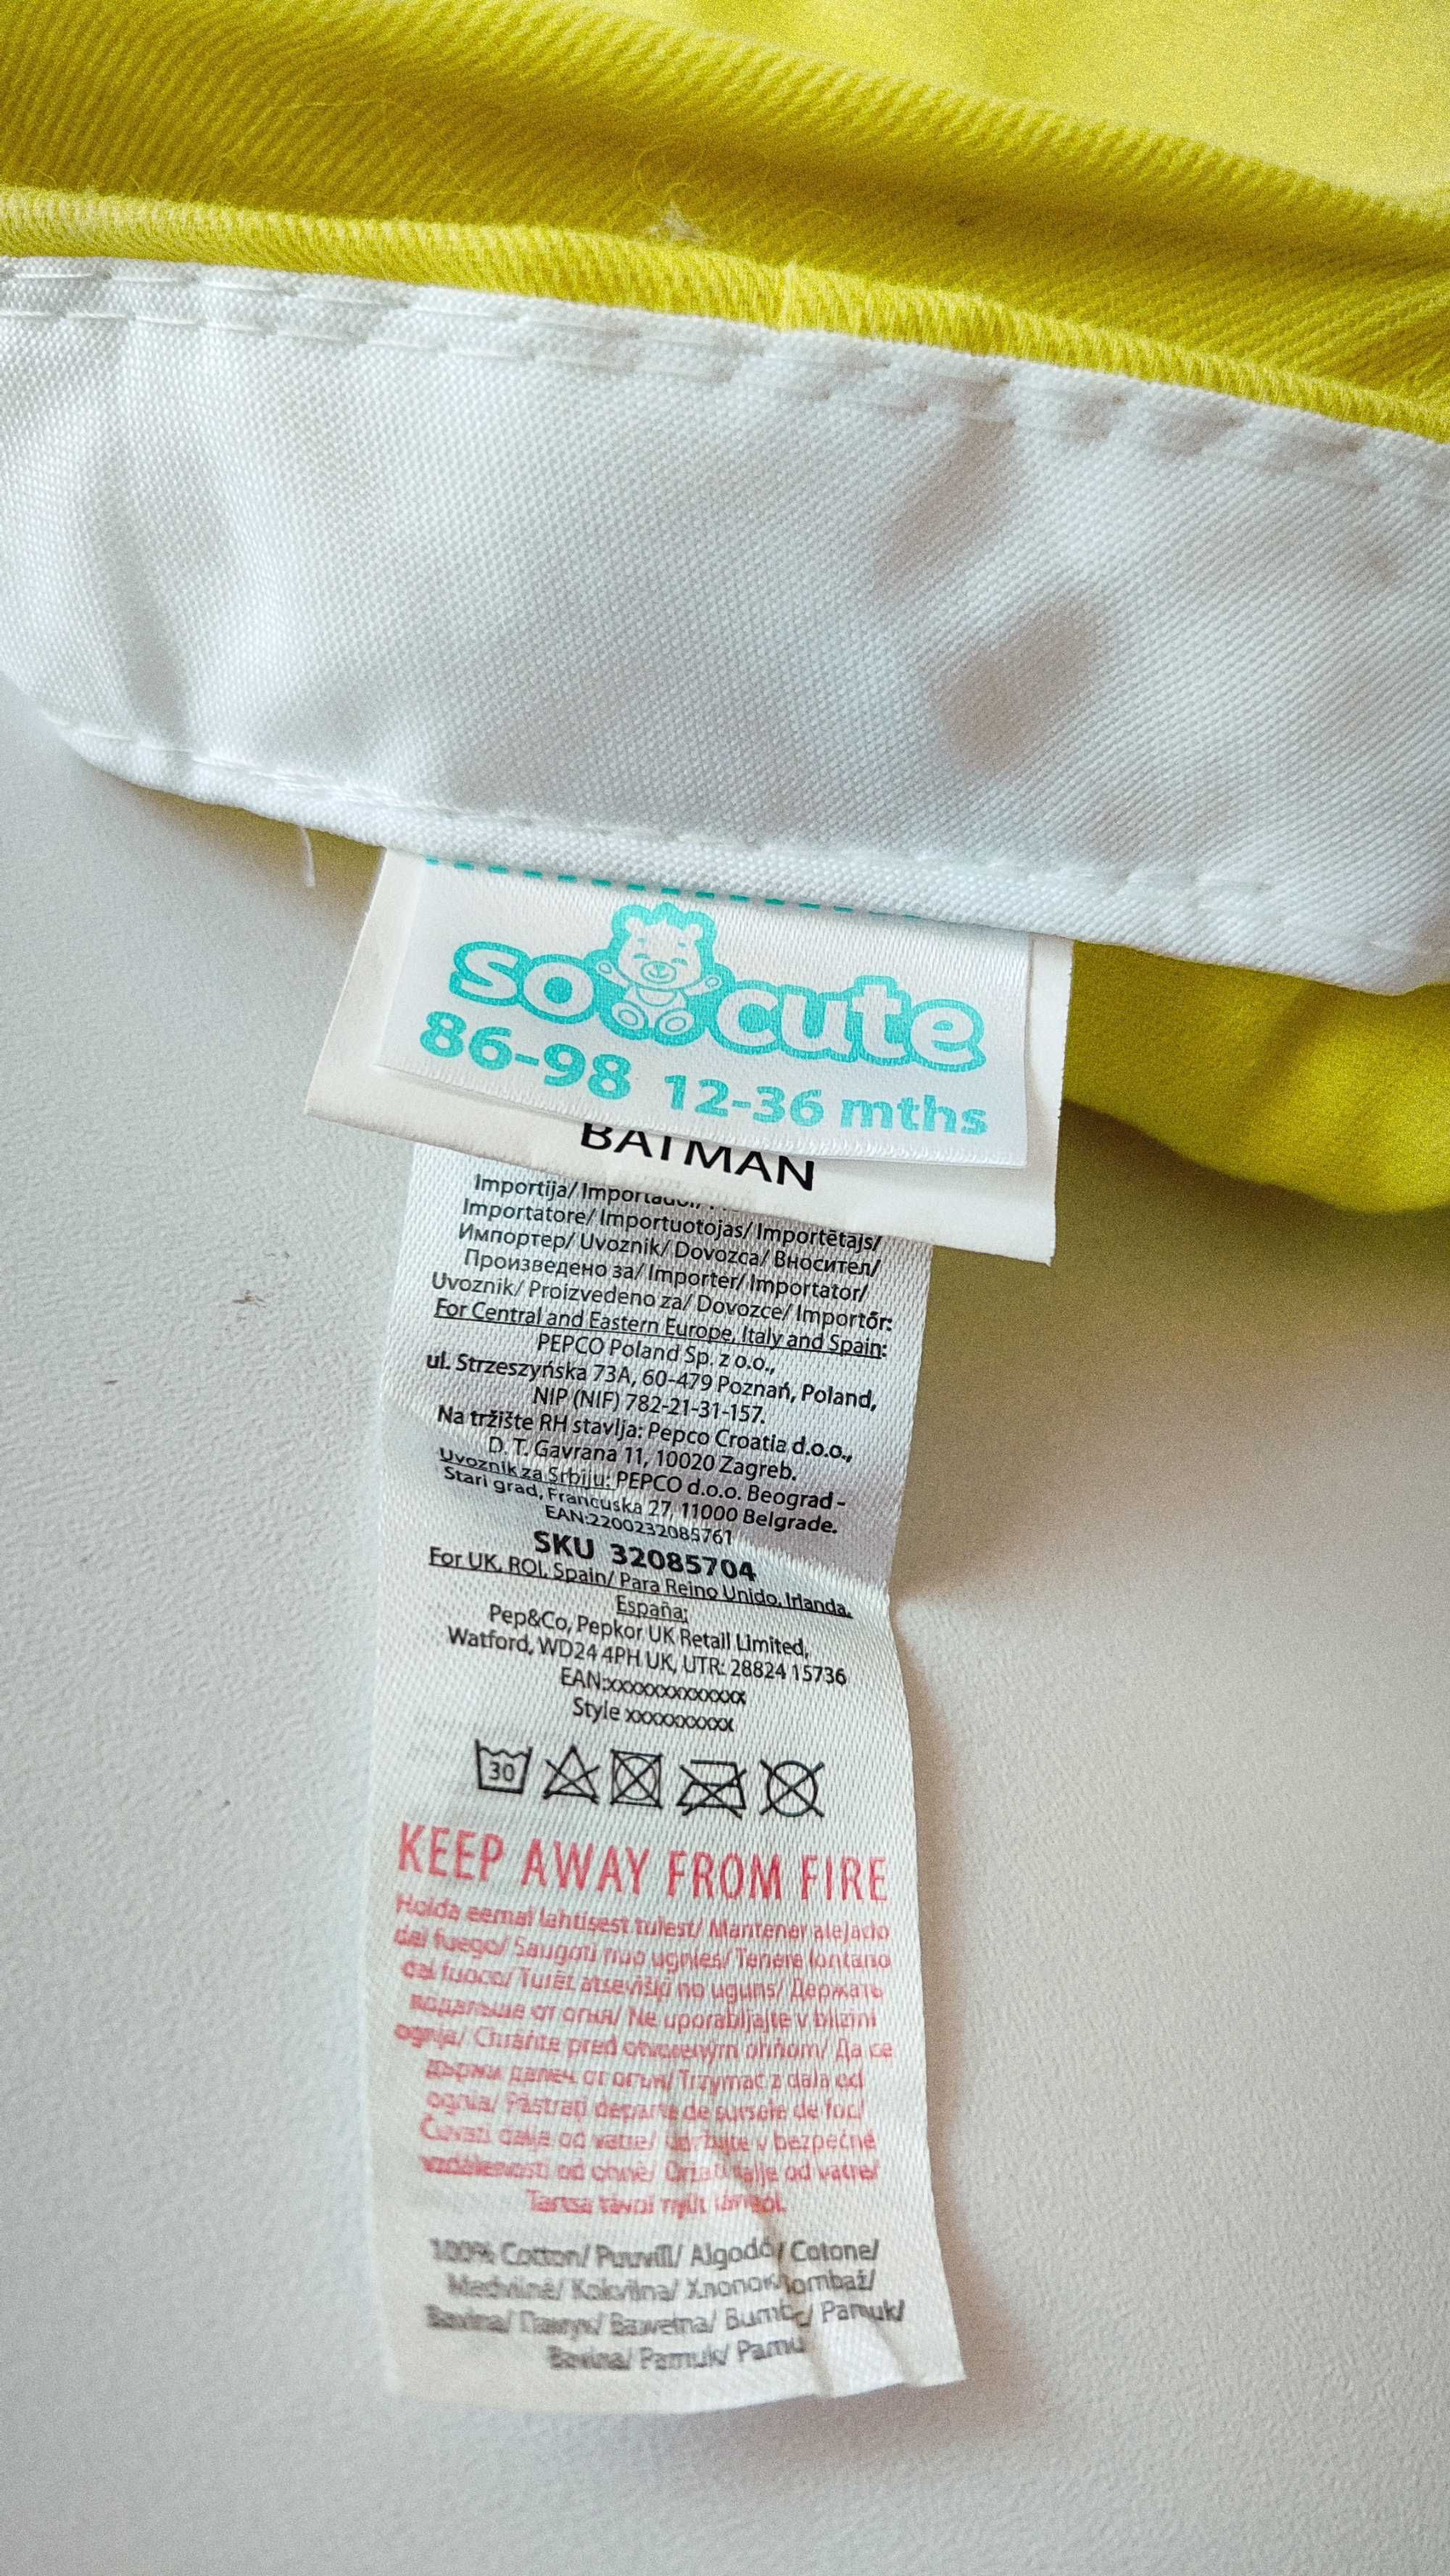 so cute
86-98 12-36 mths
BATMAN
Importija/
Importatore/ Importuotojas/ Importētājs/
Импортер/ Uvoznik/ Dovozca/ Вносител/
Произведено за/ Importer/ Importator/
Uvoznik/ Proizvedeno za/ Dovozce/ Importőr:
For Central and Eastern Europe, Italy and Spain:
PEPCO Poland Sp. z o.o.,
ul. Strzeszyńska 73A, 60-479 Poznań, Poland,
NIP (NIF) 782-21-31-157.
Na tržište RH stavlja: Pepco Croatia d.o.o.,
D. T. Gavrana 11, 10020 Zagreb.
Uvoznik za Srbiju: PEPCO d.o.o. Beograd -
Stari grad, Francuska 27, 11000 Belgrade.
EAN:2200232085761
SKU 32085704
For UK, ROI, Spain/ Para Reino Unido, Irlanda,
España:
Pep&Co, Pepkor UK Retail Limited,
Watford, WD24 4PH UK, UTR: 28824 15736
EAN:xxxxxxxxxxxxx
Style xxxxxxxxxx
30
KEEP AWAY FROM FIRE
Hoida eemal lahtisest tulest/ Mantener alejado
del fuego/ Saugoti nuo ugnies/ Tenere lontano
dal fuoco/ Turēt atsevišķi no uguns/ Держать
подальше от огня/ Ne uporabljajte v bližini
ognja/ Chráňte pred otvoreným ohňom/ Да се
държи далеч от огън/ Trzymać z dala od
ognia/ Păstrați departe de sursele de foc/
Čuvati dalje od vatre/ v bezpečné
vzdálenosti od ohně/ Držati dalje od vatre/
Tartsa távol nyílt lángtól.
100% Cotton/ Puuvill/ Algodó/ Cotone/
Medvilnė/ Kokvilna/ Хлопок/
Bavlna/ Памук/ Bawełna/ Bumbac/ Pamuk/
Bavlna/ Pamuk/ Pamu